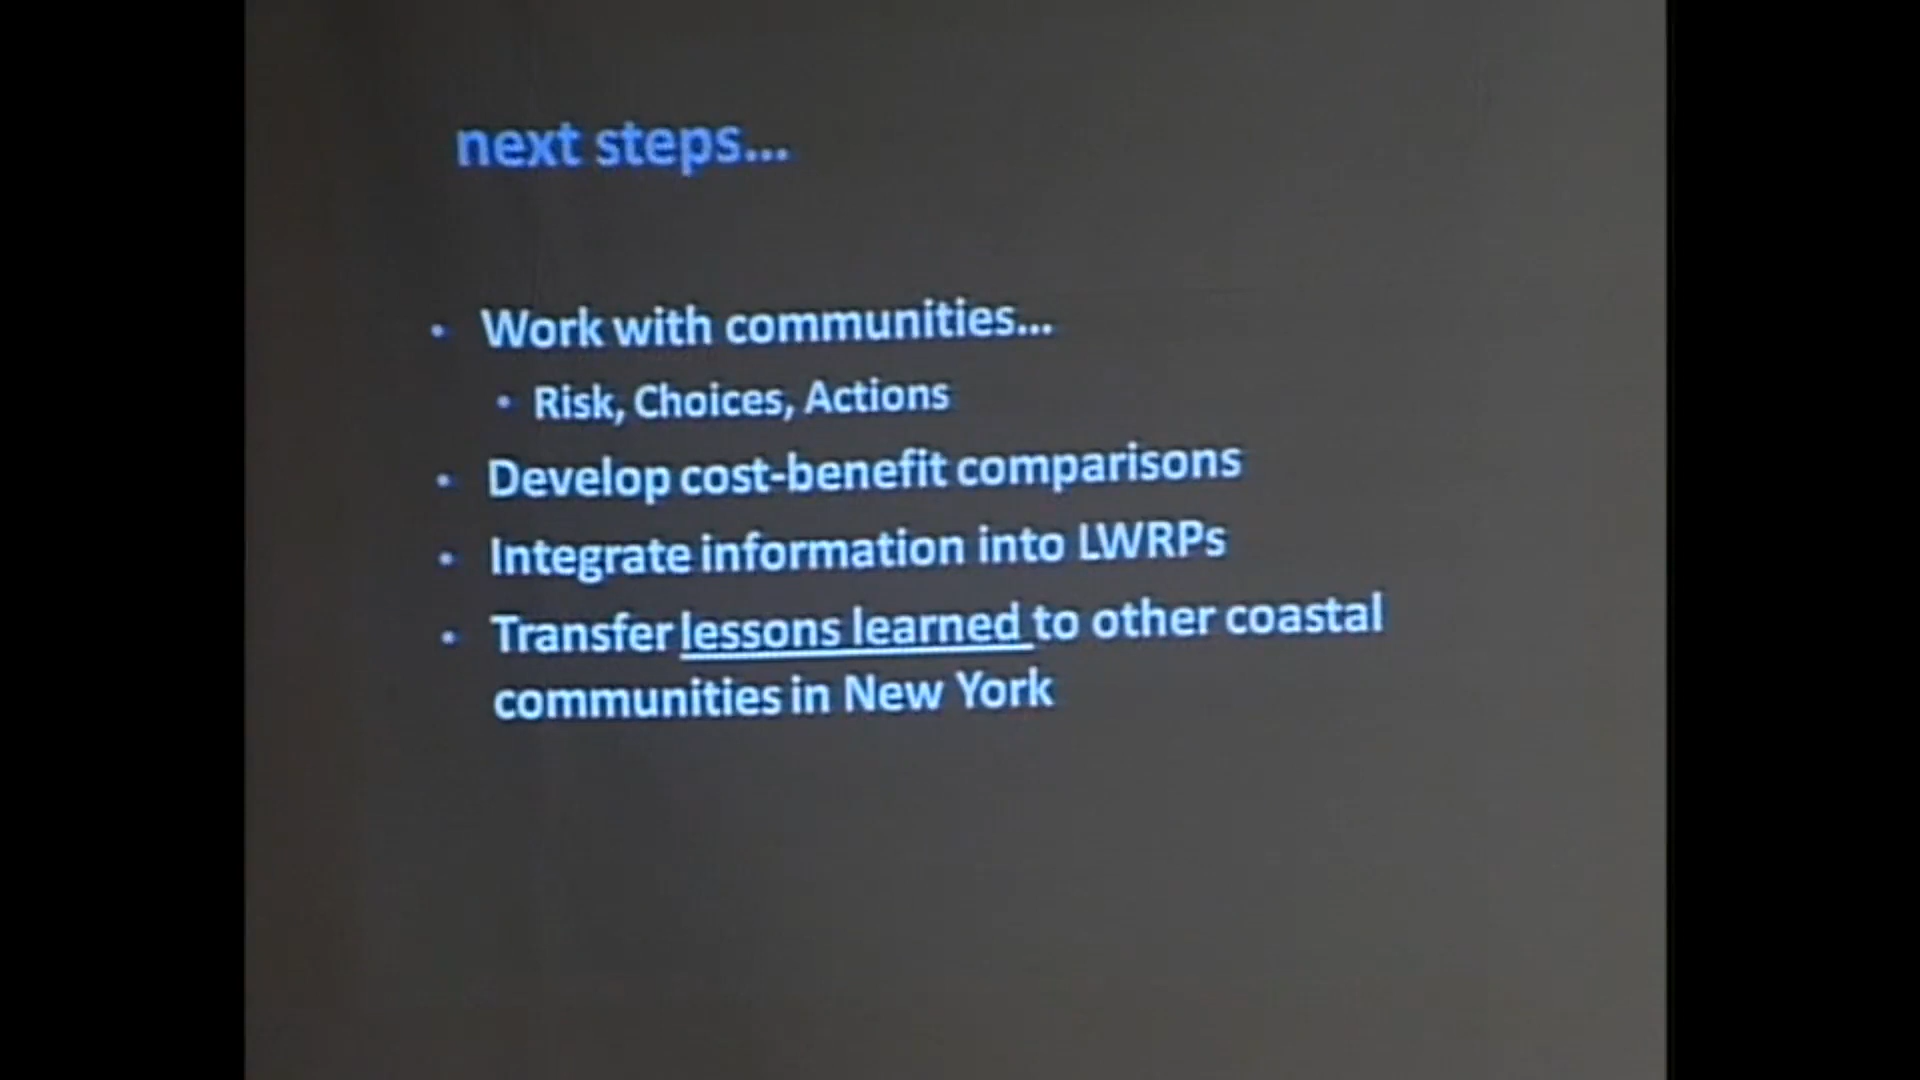 next steps...
• Work with communities...
• Risk, Choices, Actions
• Develop cost-benefit comparisons
• Integrate information into LWRPs
• Transfer lessons learned to other coastal
communities in New York